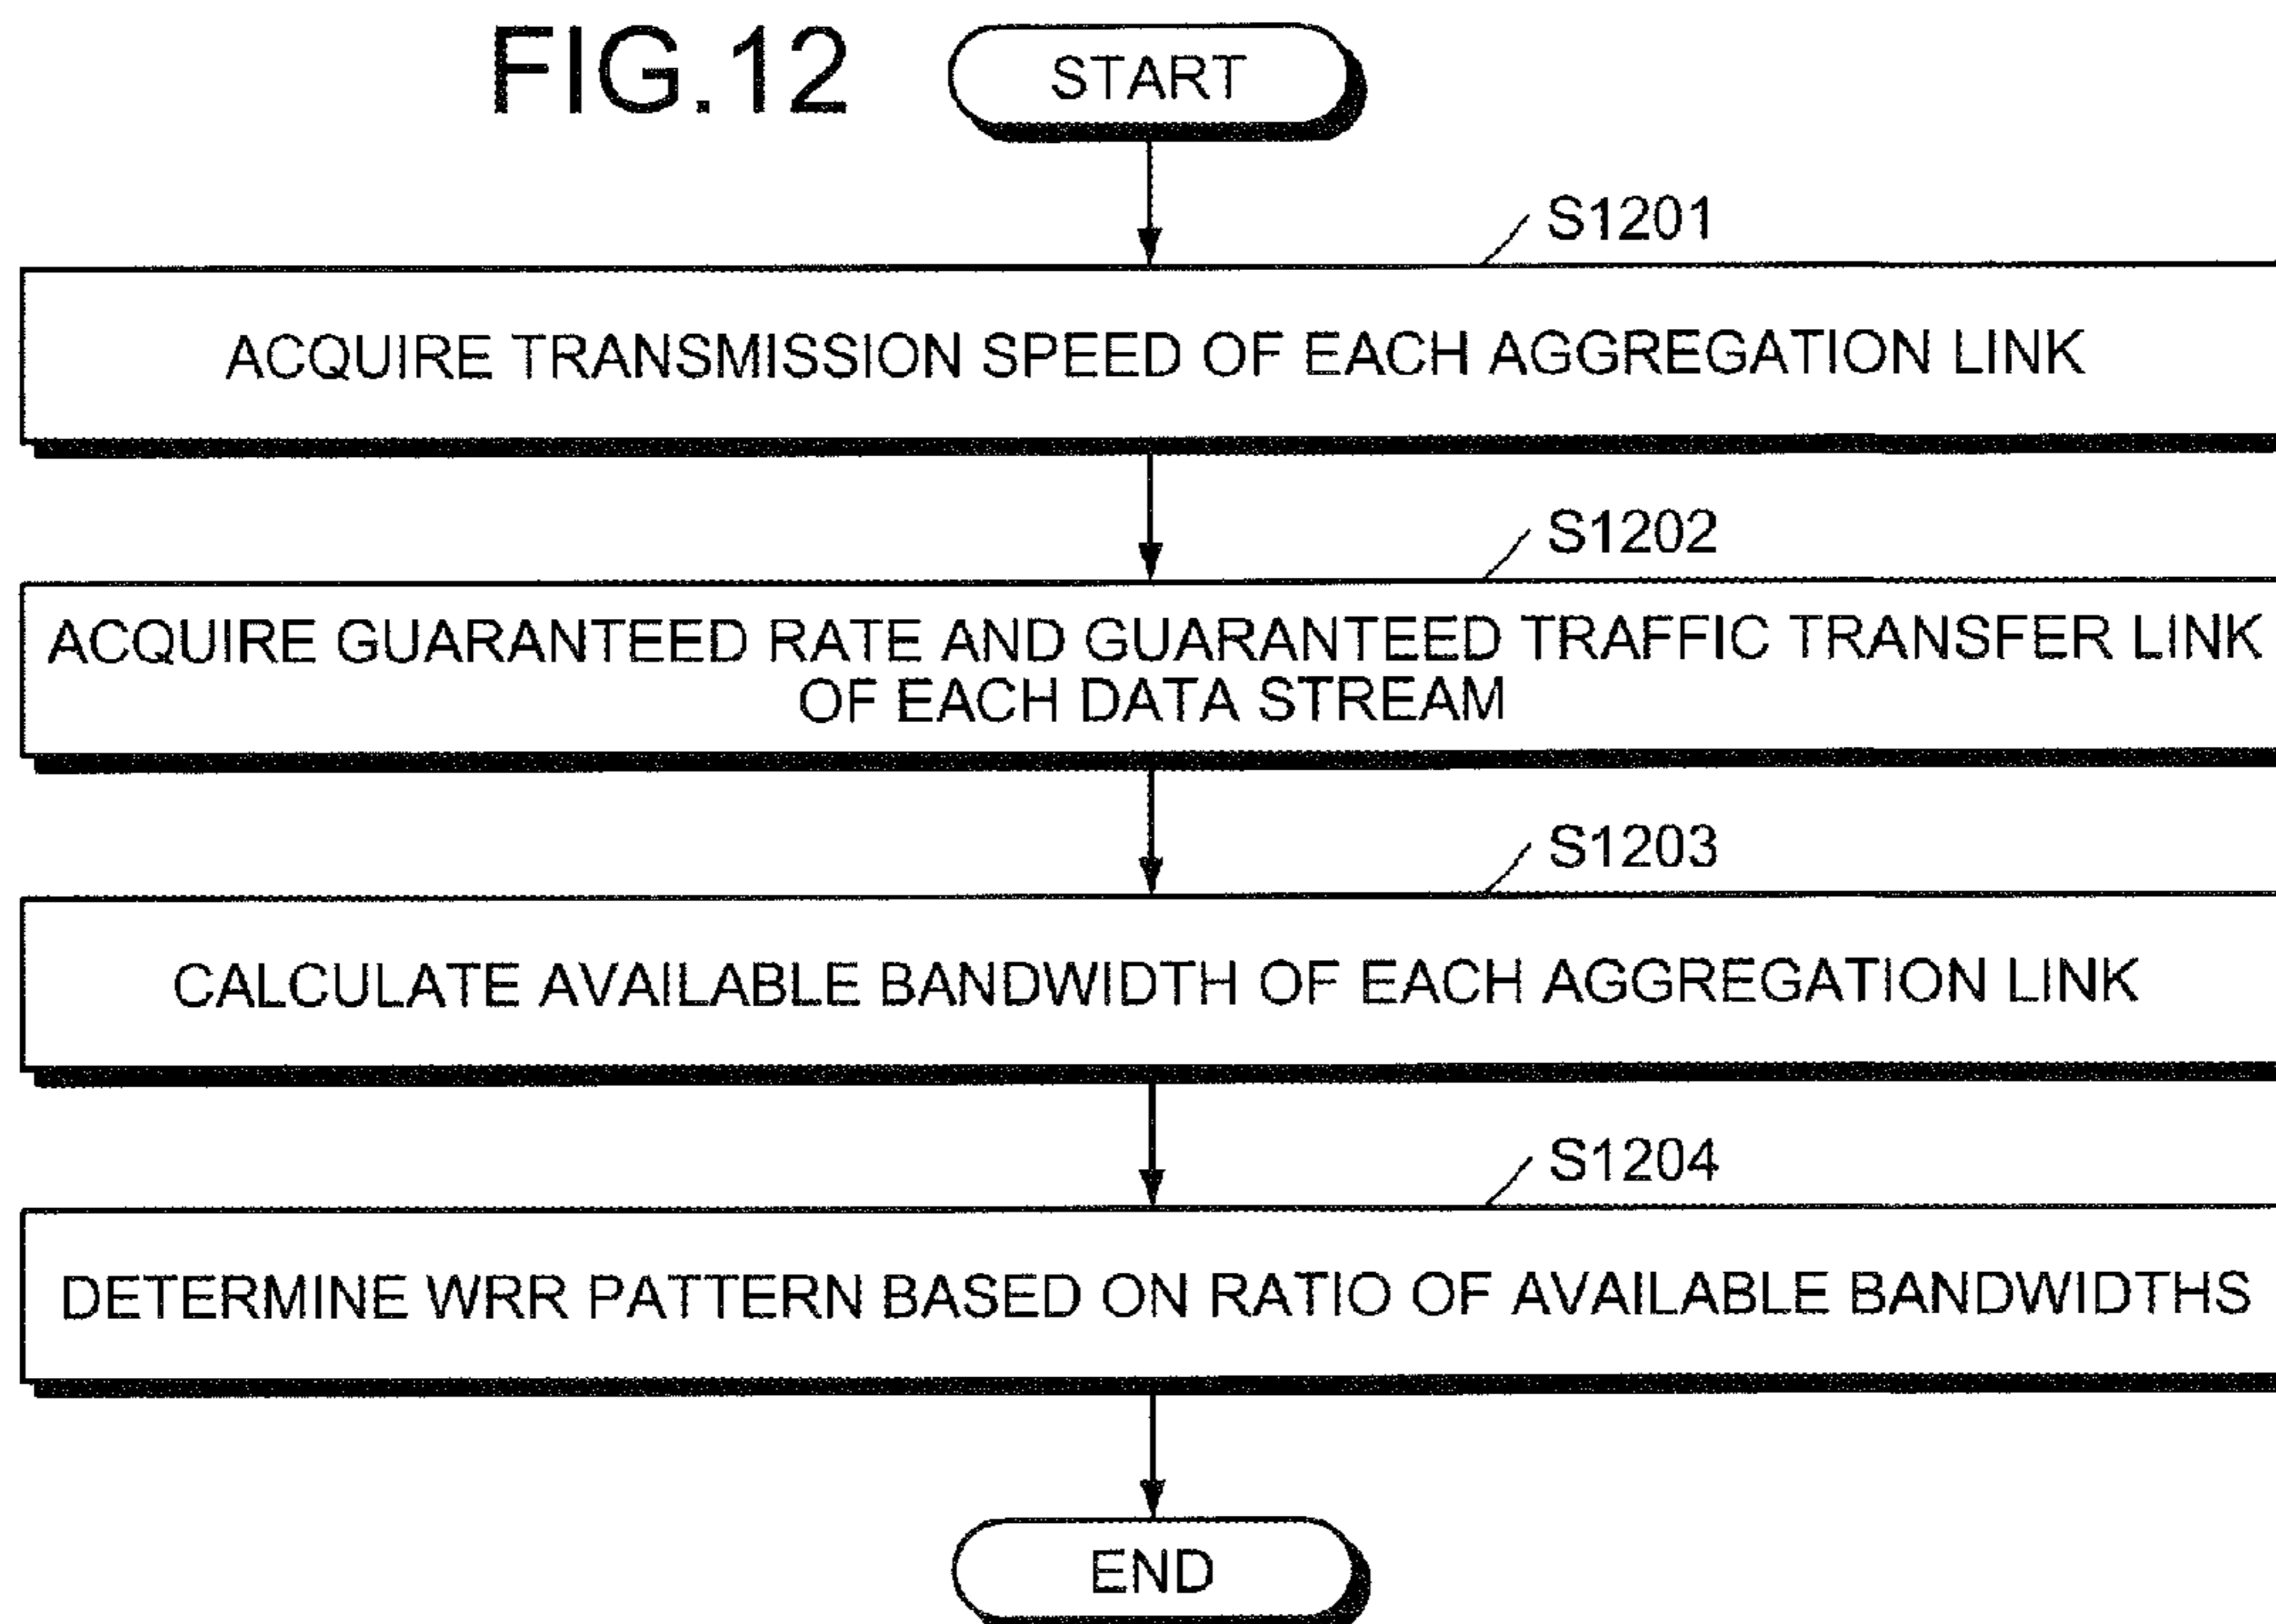 FIG.12
START
S1201
ACQUIRE TRANSMISSION SPEED OF EACH AGGREGATION LINK
S1202
ACQUIRE GUARANTEED RATE AND GUARANTEED TRAFFIC TRANSFER LINK
OF EACH DATA STREAM
S1203
CALCULATE AVAILABLE BANDWIDTH OF EACH AGGREGATION LINK
S1204
DETERMINE WRR PATTERN BASED ON RATIO OF AVAILABLE BANDWIDTHS
END